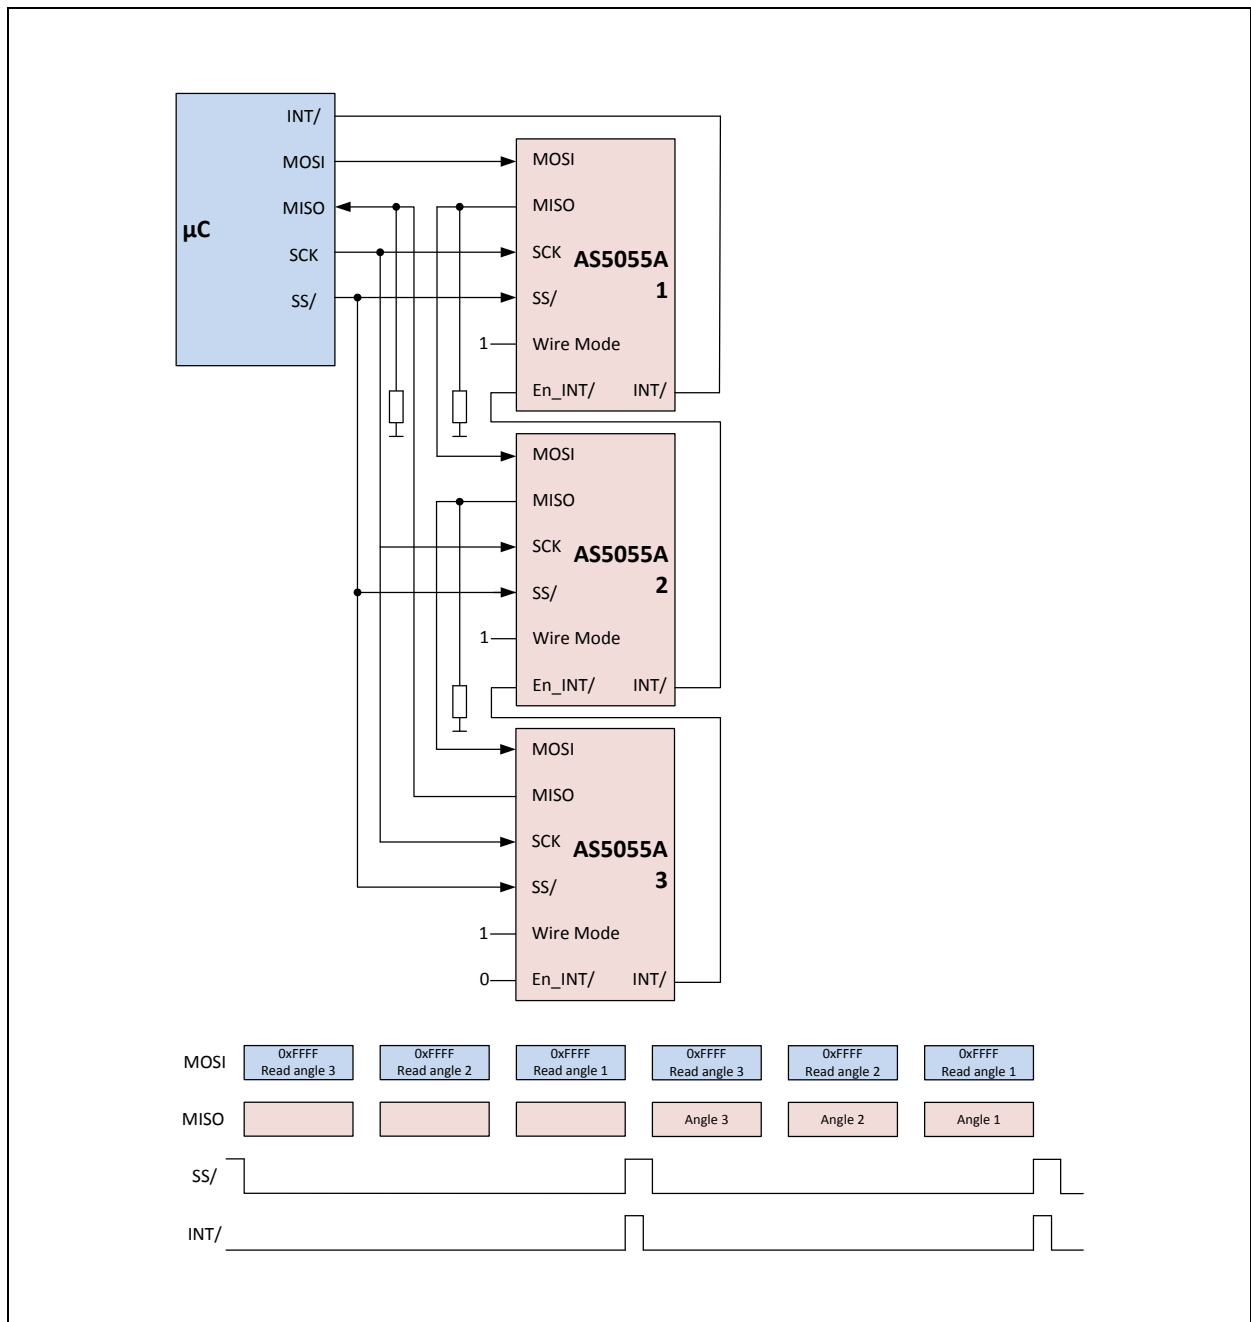 µC
INT/
MOSI
MISO
SCK
SS/
MOSI
MISO
SCK
AS5055A
1
SS/
1
Wire Mode
En_INT/
INT/
MOSI
MISO
SCK
AS5055A
2
SS/
1
Wire Mode
En_INT/
INT/
MOSI
MISO
SCK
AS5055A
3
SS/
1
Wire Mode
0
En_INT/
INT/
MOSI
0xFFFF
Read angle 3
0xFFFF
Read angle 2
0xFFFF
Read angle 1
0xFFFF
Read angle 3
0xFFFF
Read angle 2
0xFFFF
Read angle 1
MISO
Angle 3
Angle 2
Angle 1
SS/
INT/